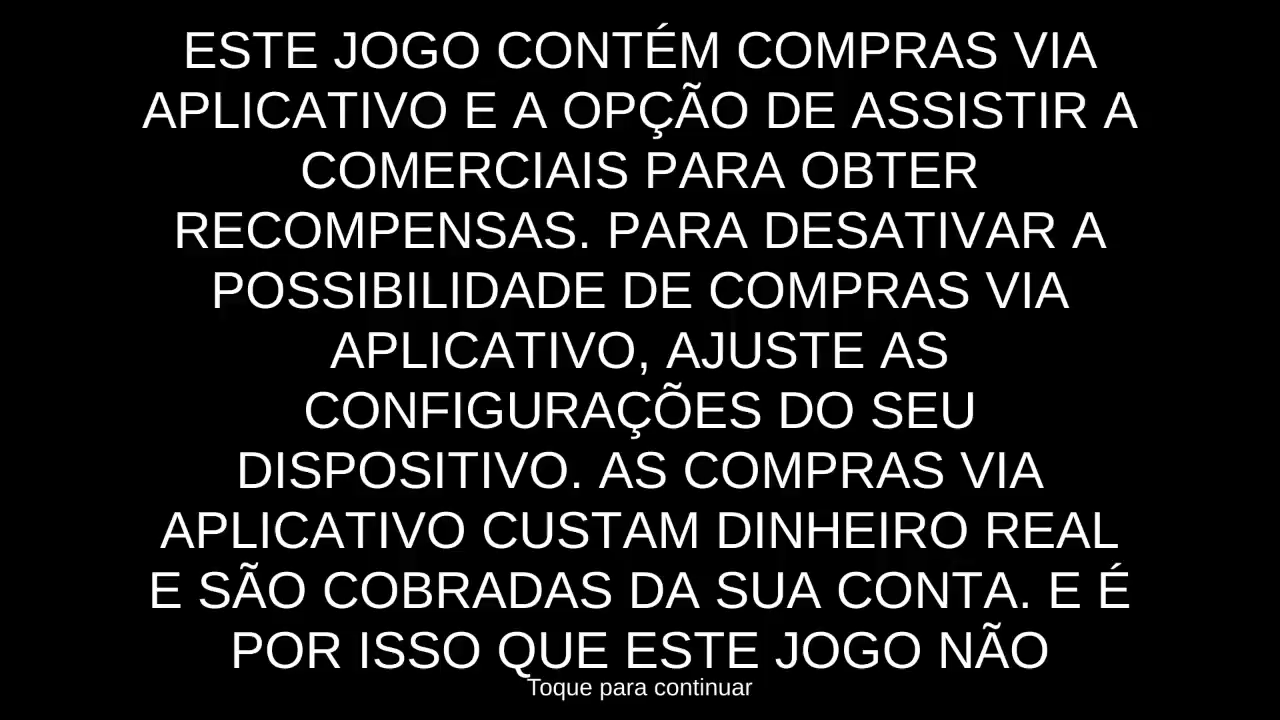 ESTE JOGO CONTÉM COMPRAS VIA
APLICATIVO E A OPÇÃO DE ASSISTIR A
COMERCIAIS PARA OBTER
RECOMPENSAS. PARA DESATIVAR A
POSSIBILIDADE DE COMPRAS VIA
APLICATIVO, AJUSTE AS
CONFIGURAÇÕES DO SEU
DISPOSITIVO. AS COMPRAS VIA
APLICATIVO CUSTAM DINHEIRO REAL
E SÃO COBRADAS DA SUA CONTA. E É
POR ISSO QUE ESTE JOGO NÃO
Toque para continuar